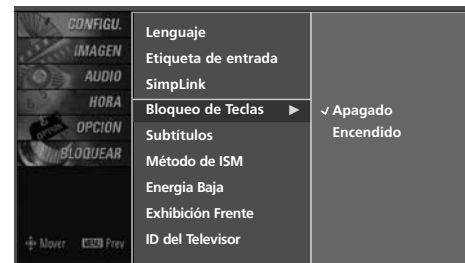 CONFIGU.
IMAGEN
AUDIO
HORA
OPCION
BLOQUEAR
Mover MENU Prev
Lenguaje
Etiqueta de entrada
SimpLink
Bloqueo de Teclas ▶
Subtítulos
Método de ISM
Energia Baja
Exhibición Frente
ID del Televisor
✓ Apagado
Encendido